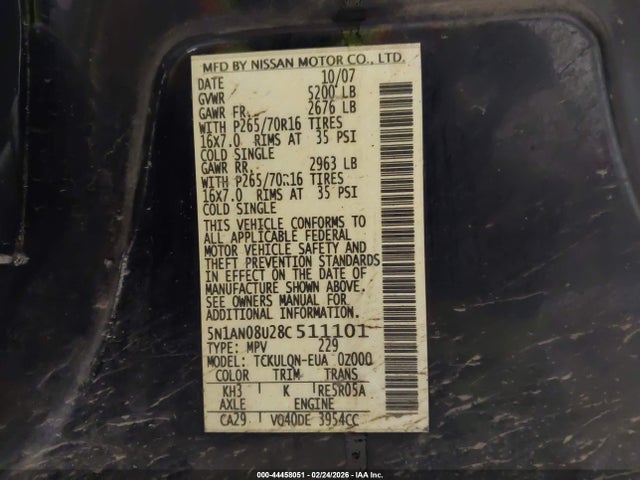 MFD BY NISSAN MOTOR CO., LTD.
DATE 10/07
GVWR 5200 LB
GAWR FR. 2676 LB
WITH P265/70R16 TIRES
16x7.0 RIMS AT 35 PSI
COLD SINGLE
GAWR RR. 2963 LB
WITH P265/70R16 TIRES
16x7.0 RIMS AT 35 PSI
COLD SINGLE
THIS VEHICLE CONFORMS TO
ALL APPLICABLE FEDERAL
MOTOR VEHICLE SAFETY AND
THEFT PREVENTION STANDARDS
IN EFFECT ON THE DATE OF
MANUFACTURE SHOWN ABOVE.
SEE OWNERS MANUAL FOR
ADDITIONAL INFORMATION.
5N1AN08U28C511101
TYPE: MPV 229
MODEL: TCKULQN-EUA 0Z000
COLOR TRIM TRANS
KH3 K RE5R05A
AXLE ENGINE
CA29 VQ40DE 3954CC
000-44458051 - 02/24/2026 - IAA Inc.